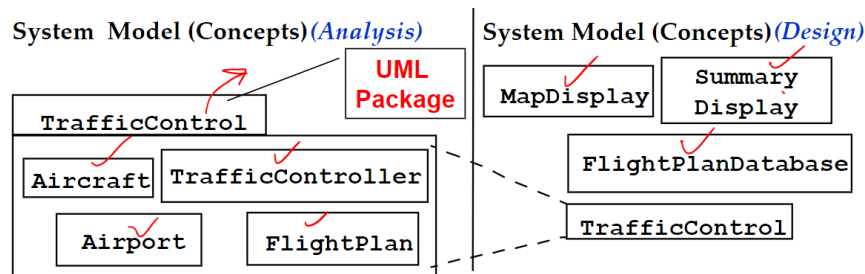 System Model (Concepts) (Analysis)
UML
Package
TrafficControl
Aircraft
TrafficController
Airport
FlightPlan
System Model (Concepts) (Design)
MapDisplay
Summary
Display
FlightPlanDatabase
TrafficControl